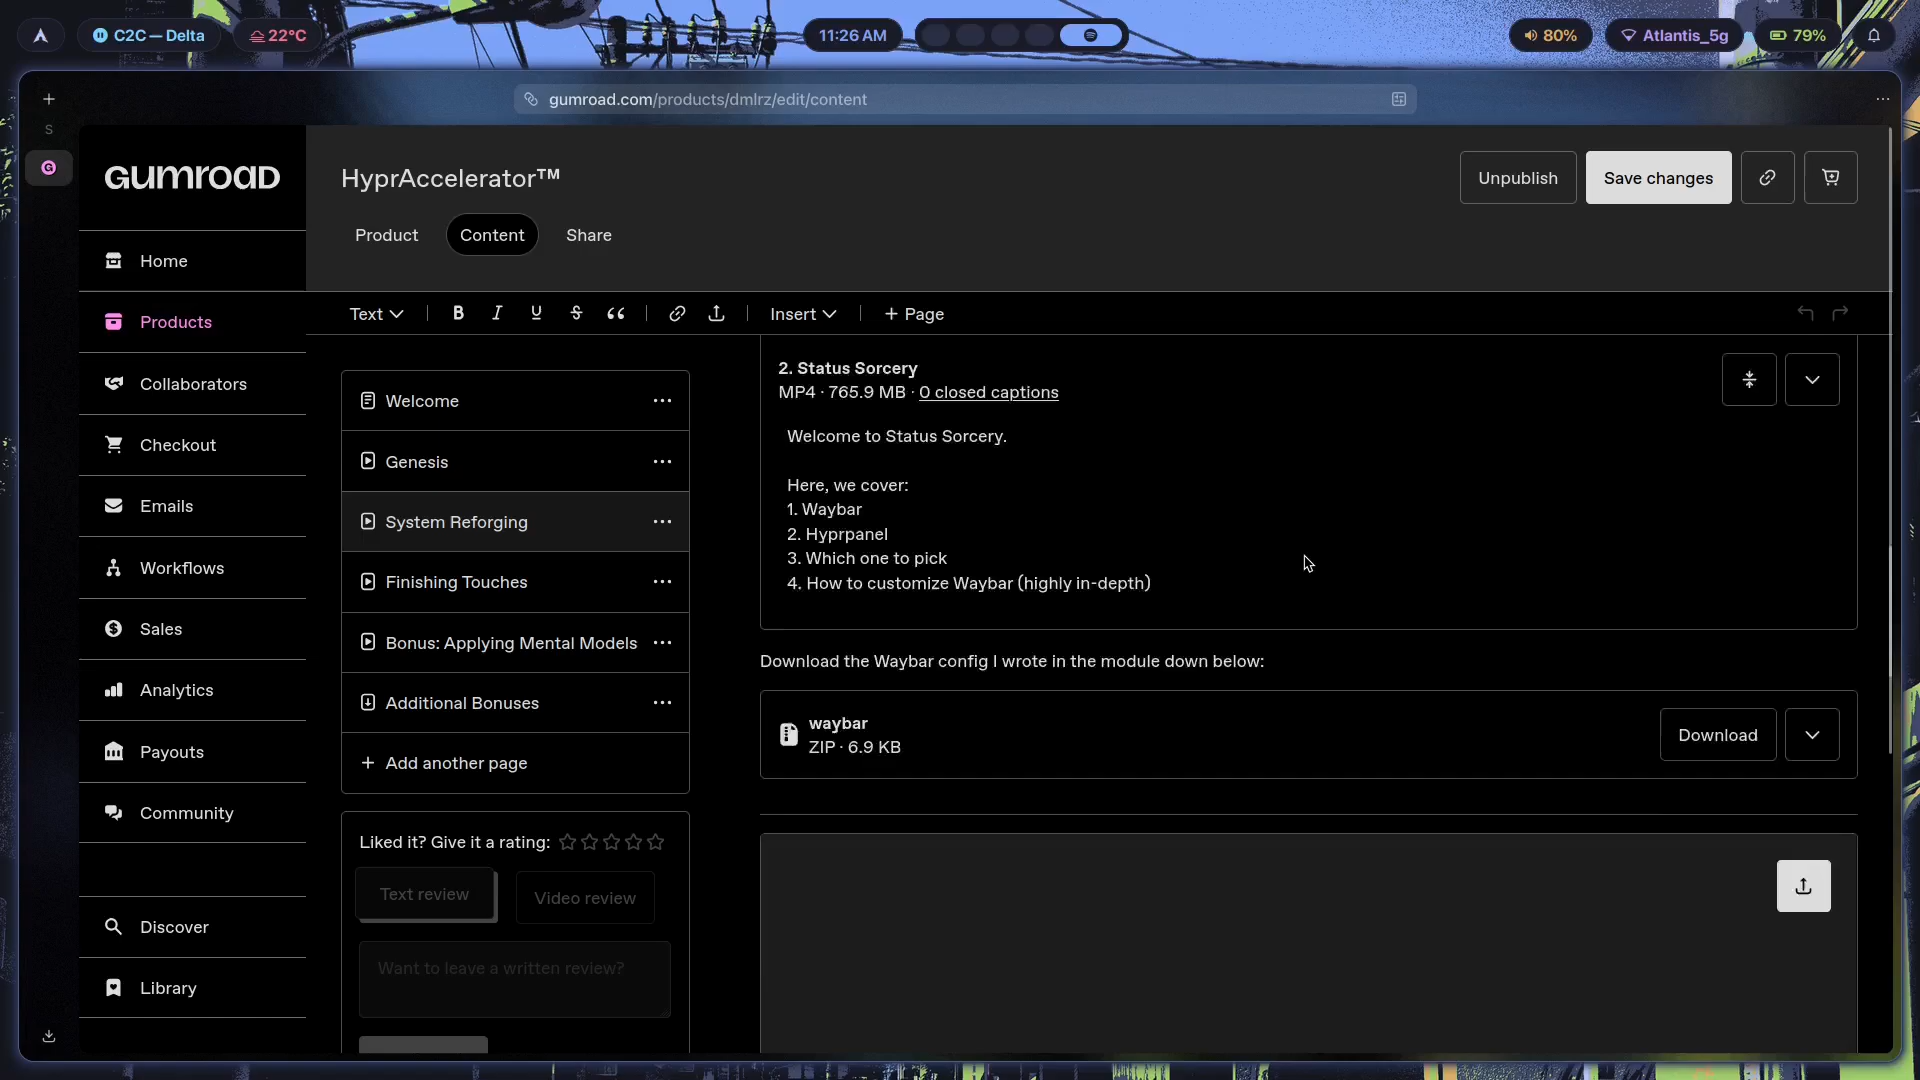 C2C — Delta
22°C
11:26 AM
80%
Atlantis_5g
79%
gumroad.com/products/dmlrz/edit/content
S
G
GUMROAD
Home
Products
Collaborators
Checkout
Emails
Workflows
Sales
Analytics
Payouts
Community
Discover
Library
HyprAccelerator™
Unpublish
Save changes
Product
Content
Share
Text
B
I
U
S
Insert
+ Page
Welcome
Genesis
System Reforging
Finishing Touches
Bonus: Applying Mental Models
Additional Bonuses
+ Add another page
Liked it? Give it a rating:
Text review
Video review
Want to leave a written review?
2. Status Sorcery
MP4 · 765.9 MB · 0 closed captions
Welcome to Status Sorcery.
Here, we cover:
1. Waybar
2. Hyprpanel
3. Which one to pick
4. How to customize Waybar (highly in-depth)
Download the Waybar config I wrote in the module down below:
waybar
ZIP · 6.9 KB
Download